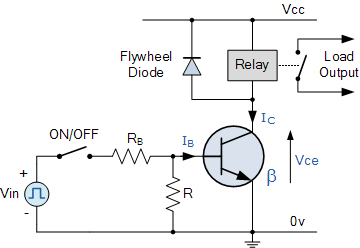 Vcc
Flywheel
Diode
Relay
Load
Output
ON/OFF
RB
IB
IC
β
Vce
+
Vin
-
R
0v